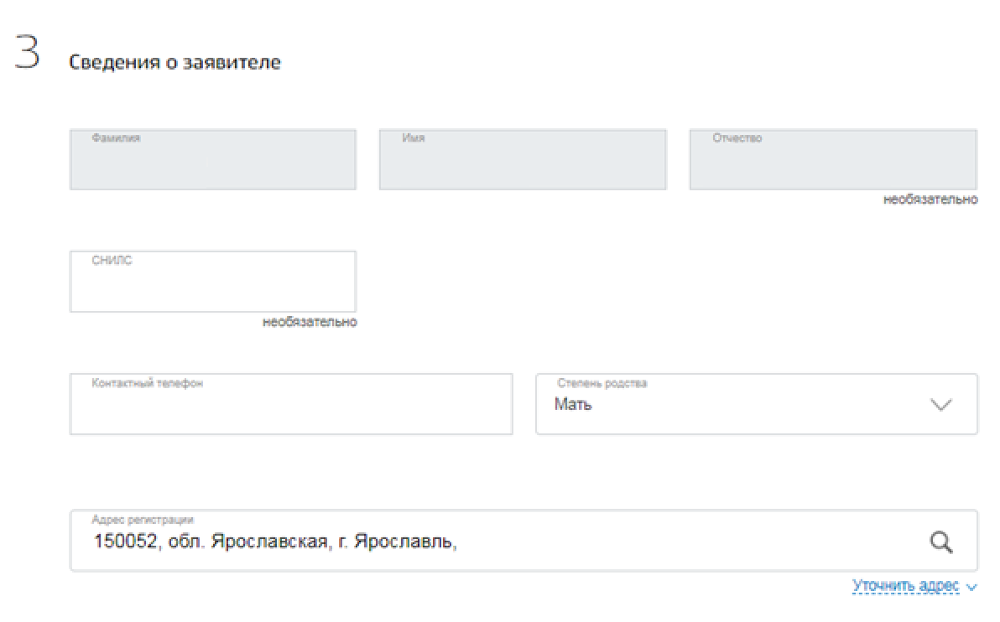 3
Сведения о заявителе
Фамилия
Имя
Отчество
необязательно
СНИЛС
необязательно
Контактный телефон
Степень родства
Мать
Адрес регистрации
150052, обл. Ярославская, г. Ярославль,
Уточнить адрес